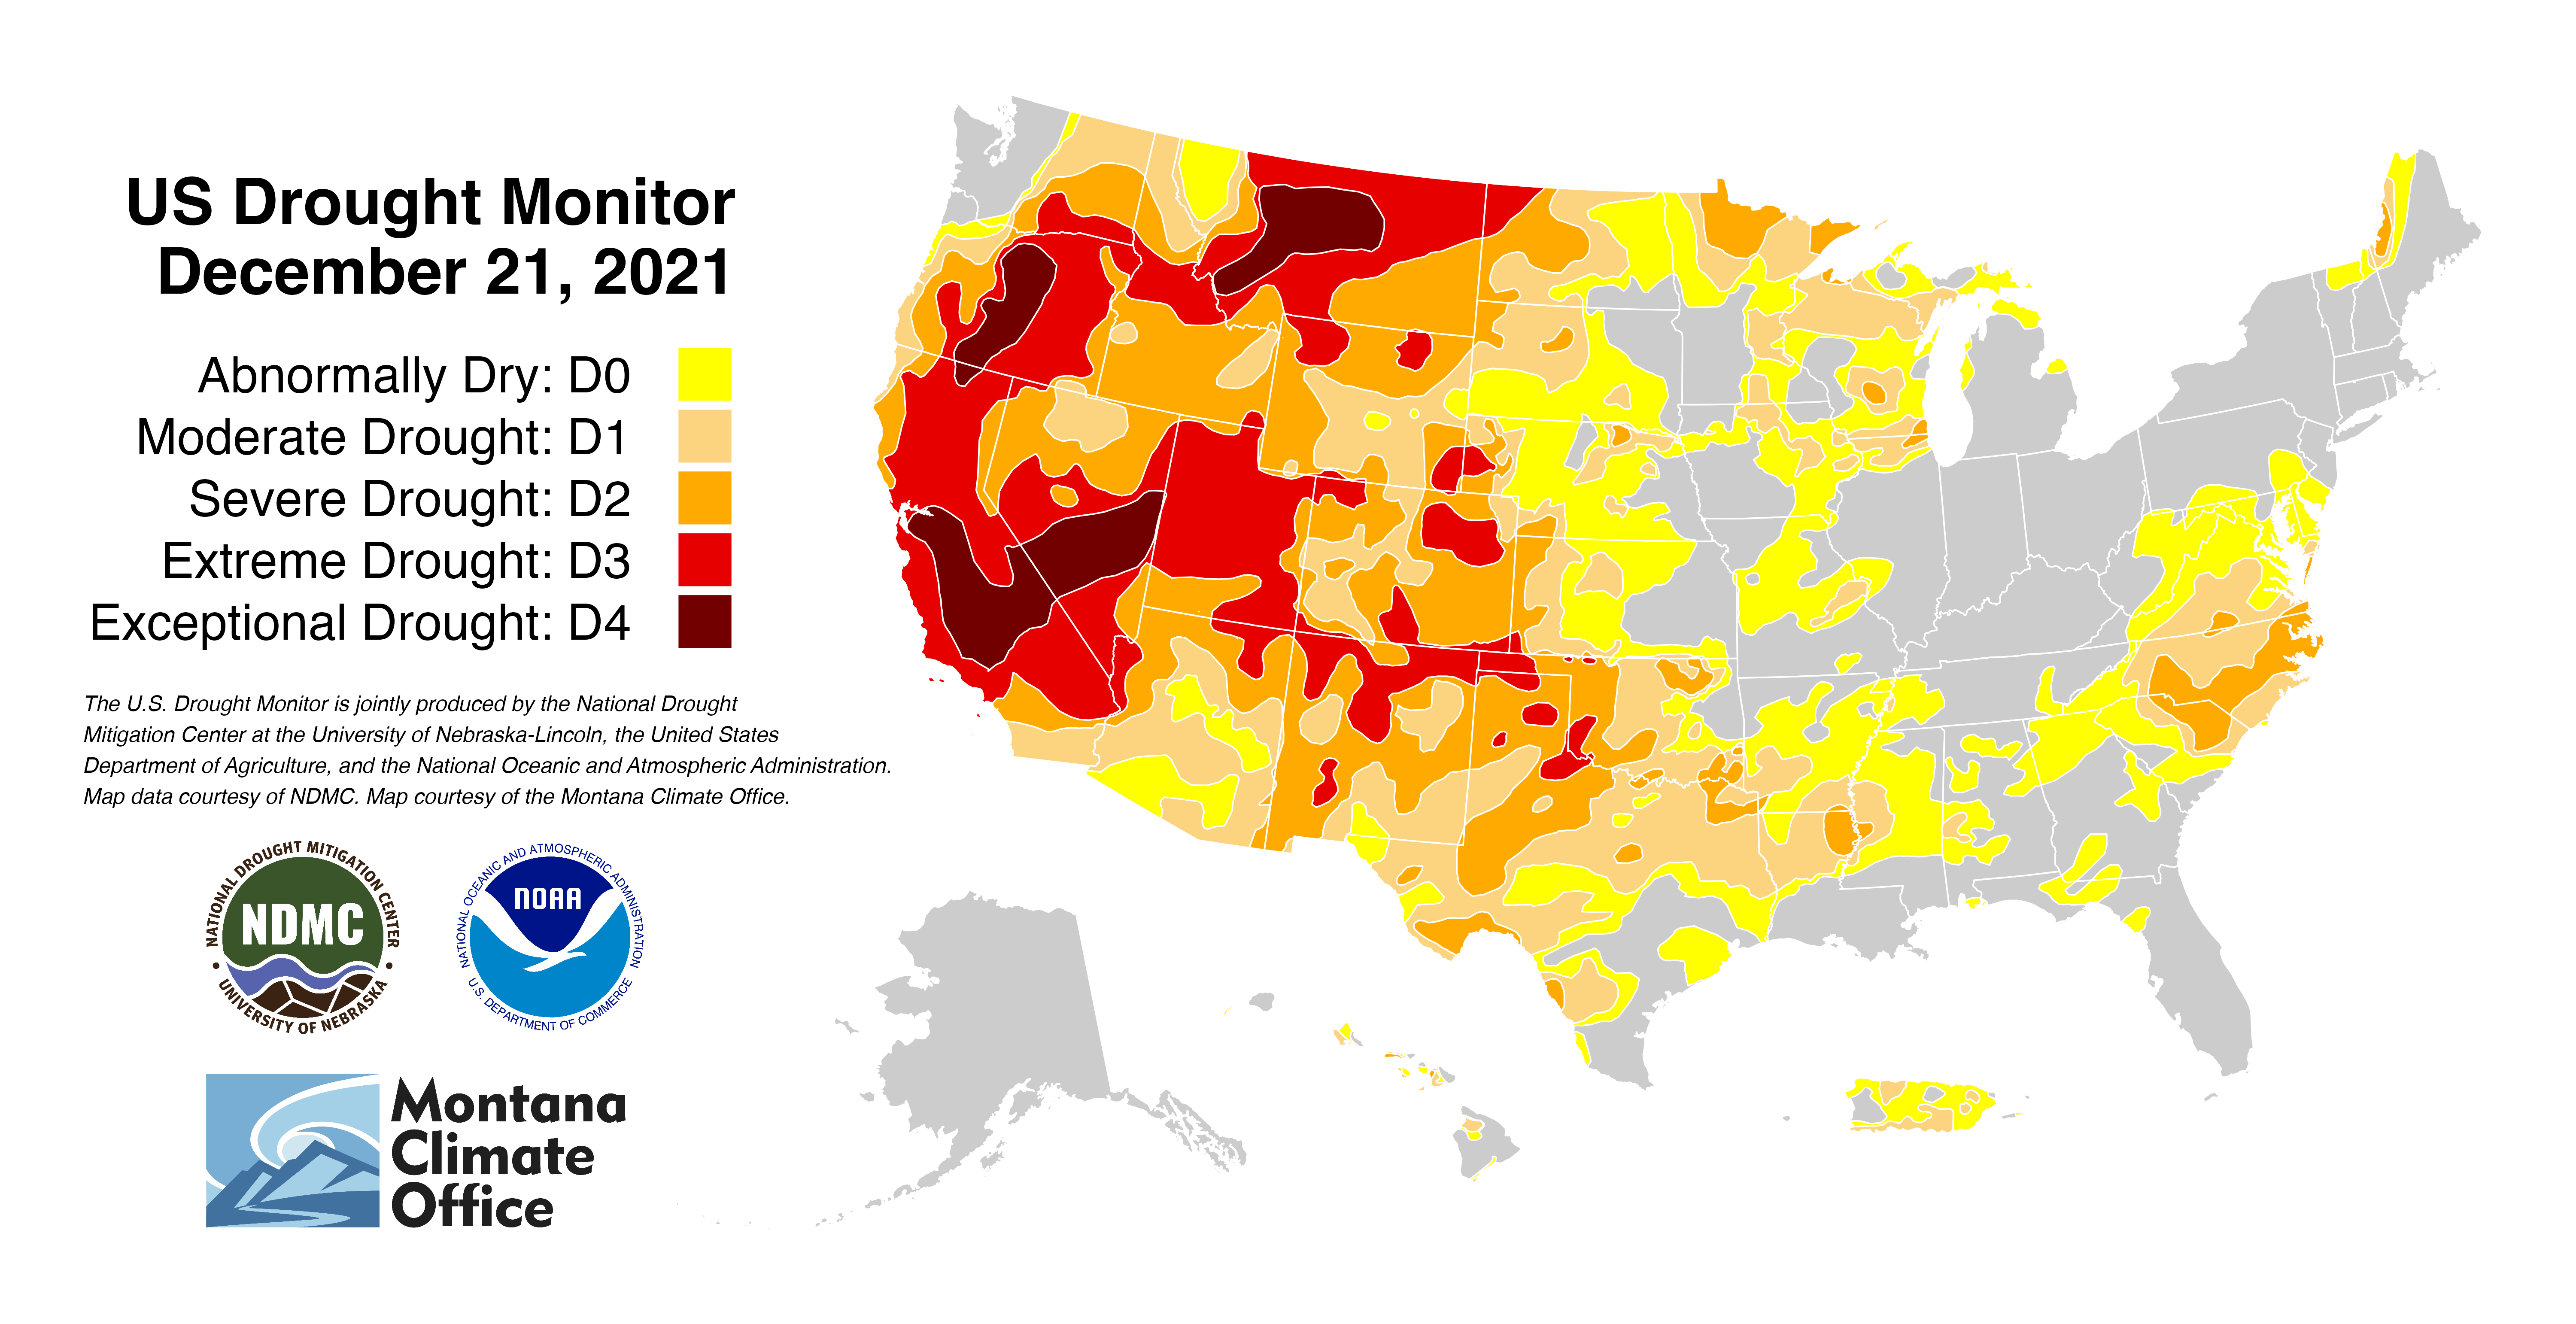 US Drought Monitor
December 21, 2021
Abnormally Dry: D0
Moderate Drought: D1
Severe Drought: D2
Extreme Drought: D3
Exceptional Drought: D4
The U.S. Drought Monitor is jointly produced by the National Drought
Mitigation Center at the University of Nebraska-Lincoln, the United States
Department of Agriculture, and the National Oceanic and Atmospheric Administration.
Map data courtesy of NDMC. Map courtesy of the Montana Climate Office.
NATIONAL DROUGHT MITIGATION CENTER
NDMC
• UNIVERSITY OF NEBRASKA •
NATIONAL OCEANIC AND ATMOSPHERIC ADMINISTRATION
NOAA
U.S. DEPARTMENT OF COMMERCE
Montana
Climate
Office